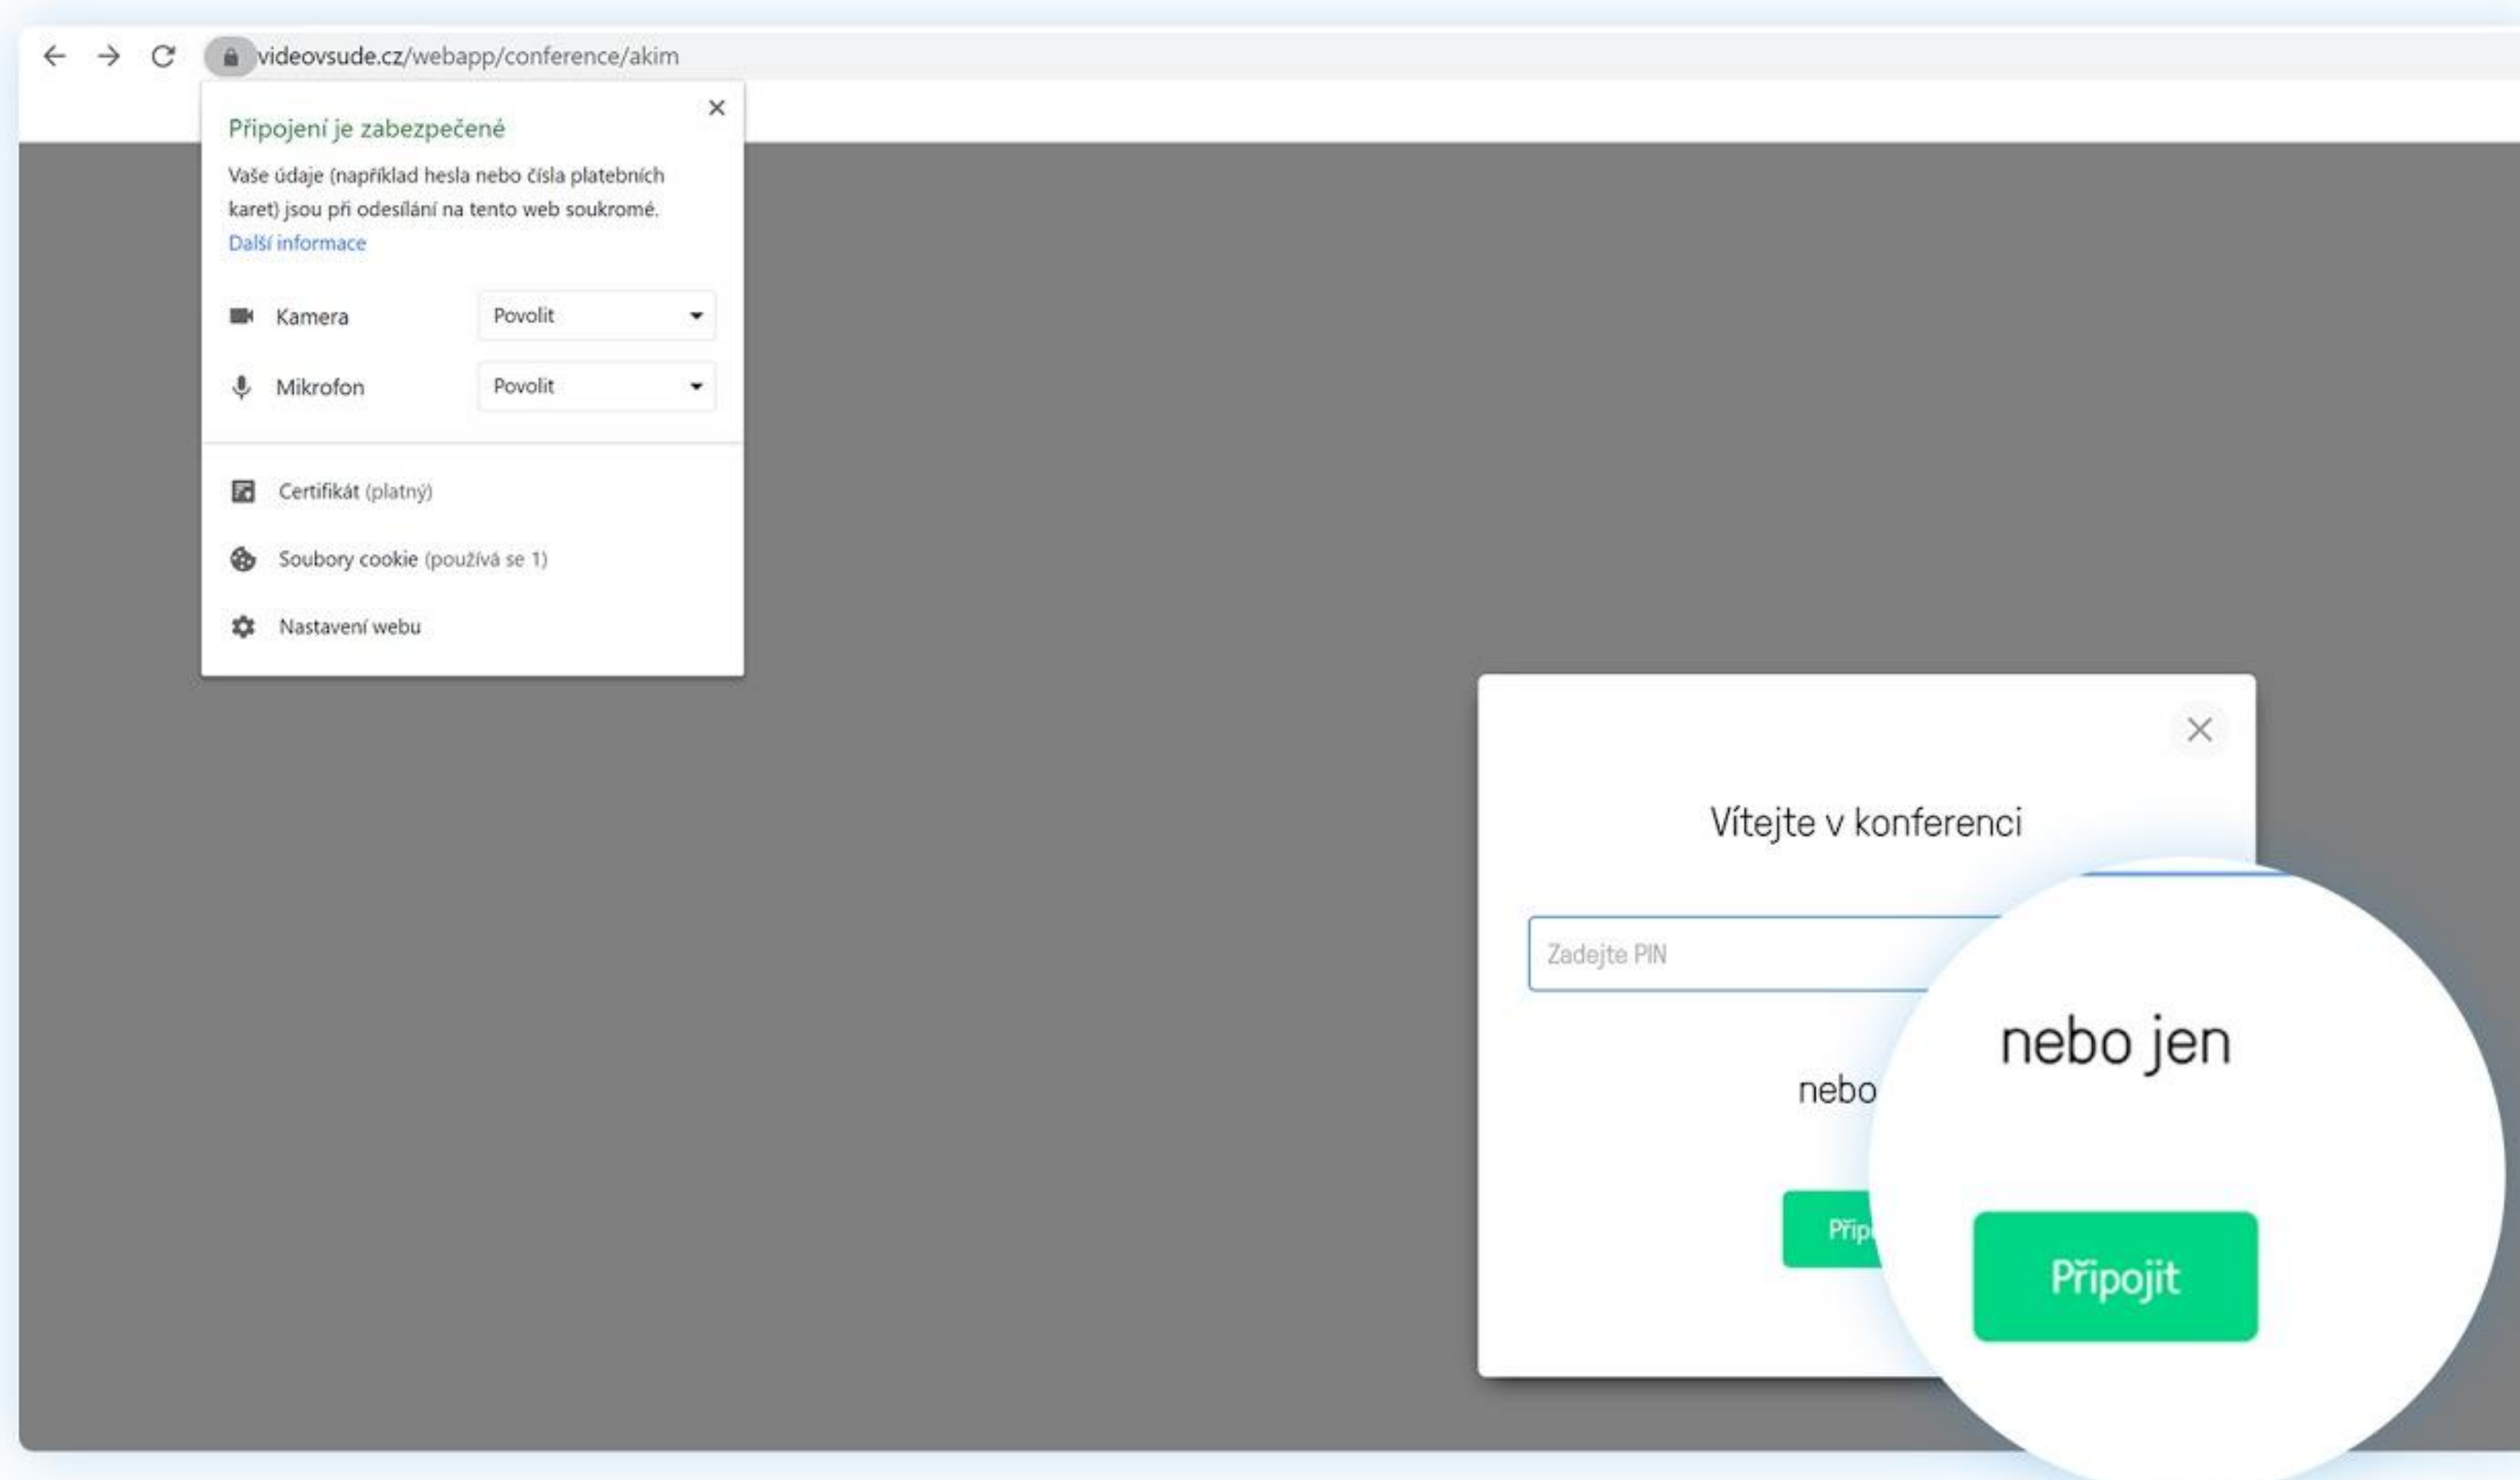 videovsude.cz/webapp/conference/akim
Připojení je zabezpečené
Vaše údaje (například hesla nebo čísla platebních
karet) jsou při odesílání na tento web soukromé.
Další informace
Kamera Povolit
Mikrofon Povolit
Certifikát (platný)
Soubory cookie (používá se 1)
Nastavení webu
Vítejte v konferenci
Zadejte PIN
nebo
Přip
nebo jen
Připojit